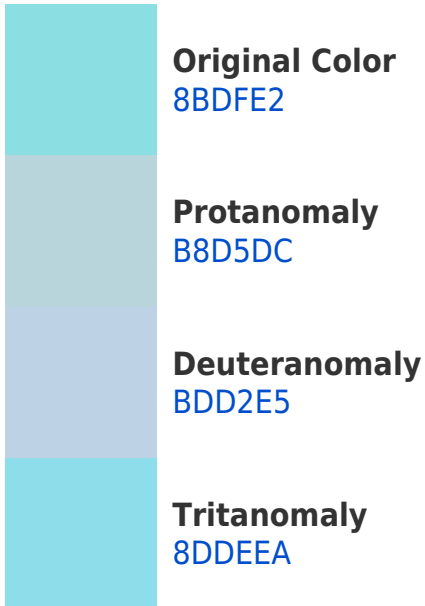 Original Color
8BDFE2
Protanomaly
B8D5DC
Deuteranomaly
BDD2E5
Tritanomaly
8DDEEA